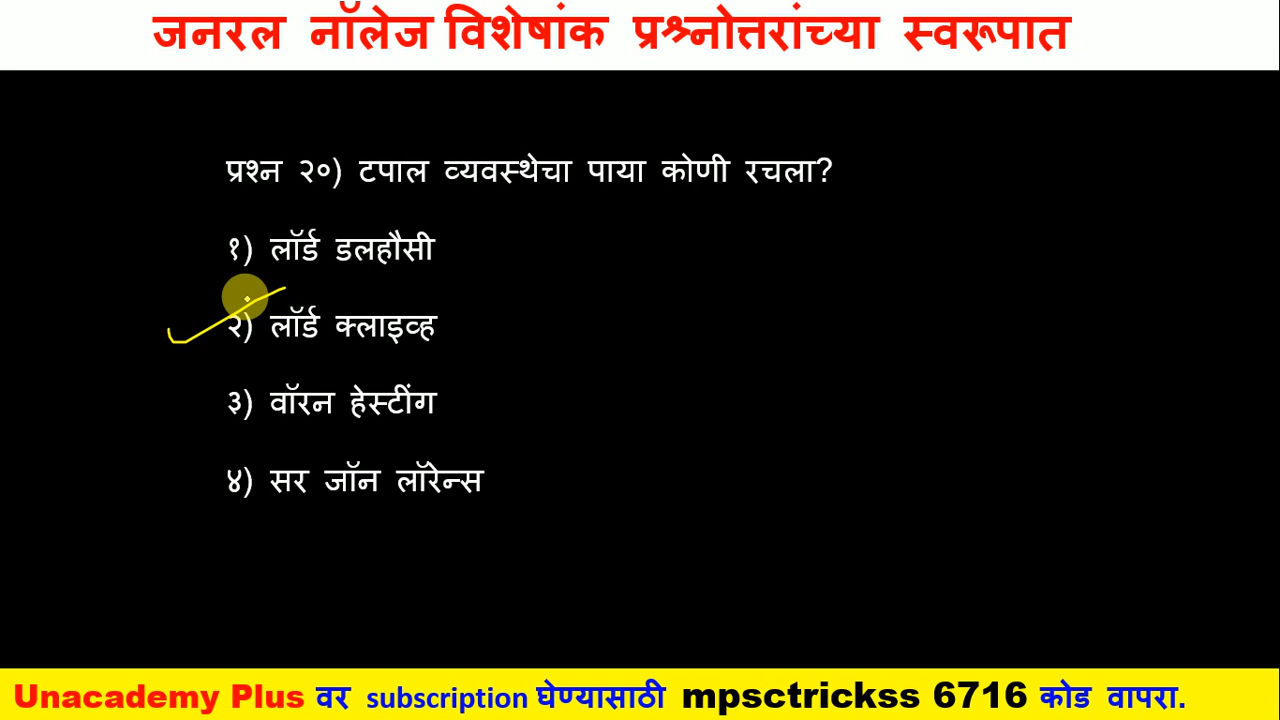 जनरल नॉलेज विशेषांक प्रश्नोत्तरांच्या स्वरूपात
प्रश्न २०) टपाल व्यवस्थेचा पाया कोणी रचला?
१) लॉर्ड डलहौसी
२) लॉर्ड क्लाइव्ह
३) वॉरन हेस्टींग
४) सर जॉन लॉरेन्स
Unacademy Plus वर subscription घेण्यासाठी mpsctrickss 6716 कोड वापरा.